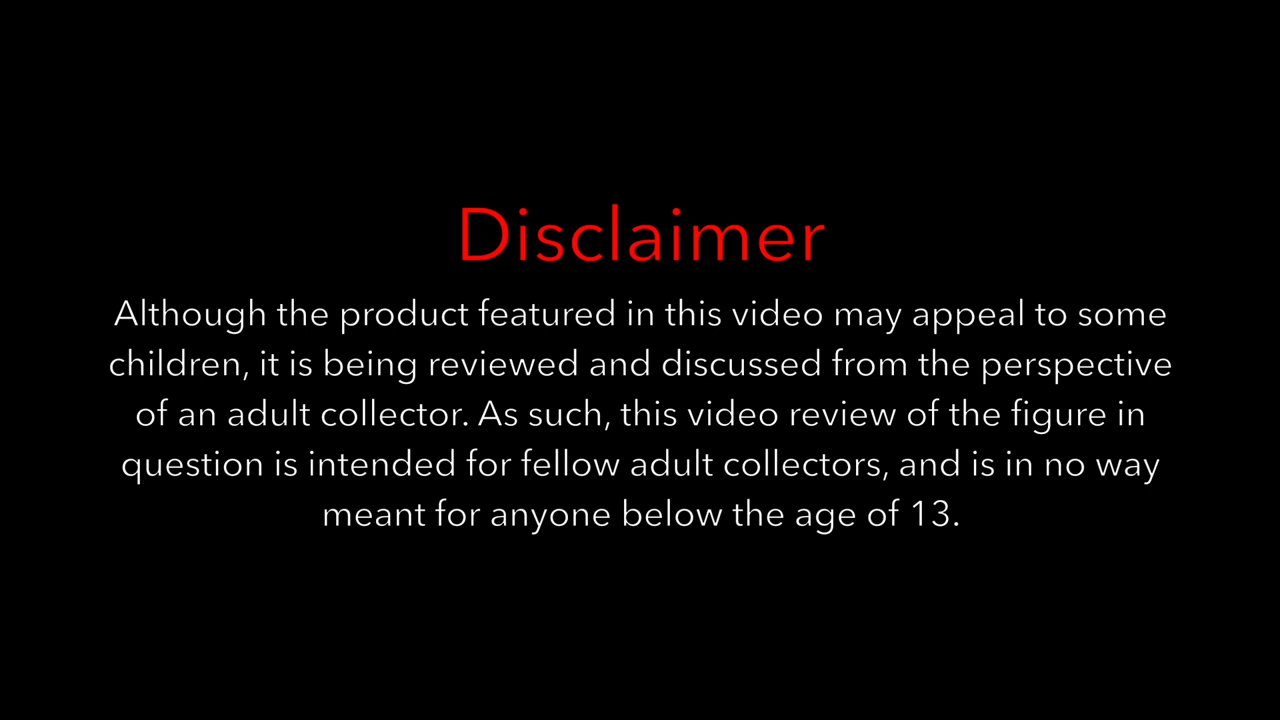 Disclaimer
Although the product featured in this video may appeal to some
children, it is being reviewed and discussed from the perspective
of an adult collector. As such, this video review of the figure in
question is intended for fellow adult collectors, and is in no way
meant for anyone below the age of 13.